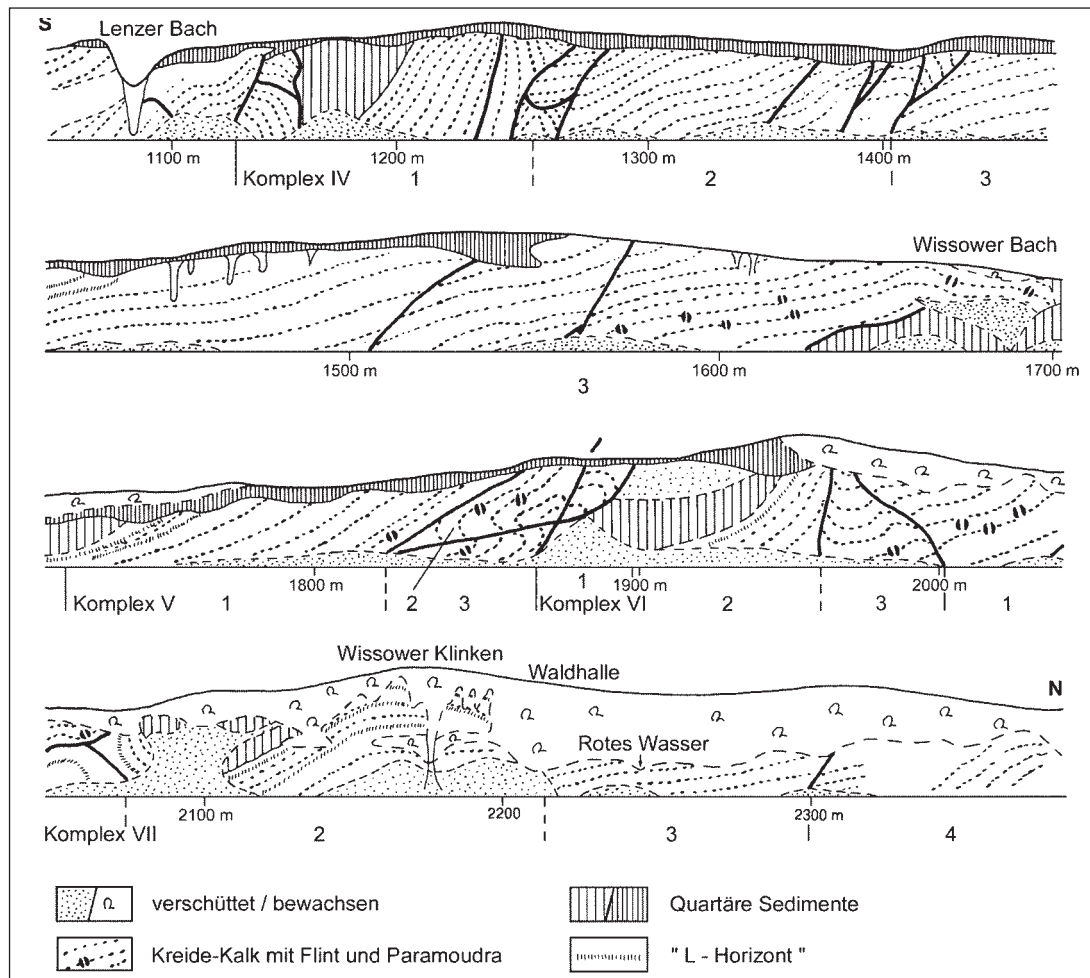 S
Lenzer Bach
1100 m 1200 m 1300 m 1400 m
Komplex IV 1 2 3
Wissower Bach
1500 m 1600 m 1700 m
3
1800 m 1900 m 2000 m
Komplex V 1 2 3 1 Komplex VI 2 3 1
Wissower Klinken
Waldhalle
N
Rotes Wasser
2100 m 2200 2300 m
Komplex VII 2 3 4
verschüttet / bewachsen
Quartäre Sedimente
Kreide-Kalk mit Flint und Paramoudra
" L - Horizont "